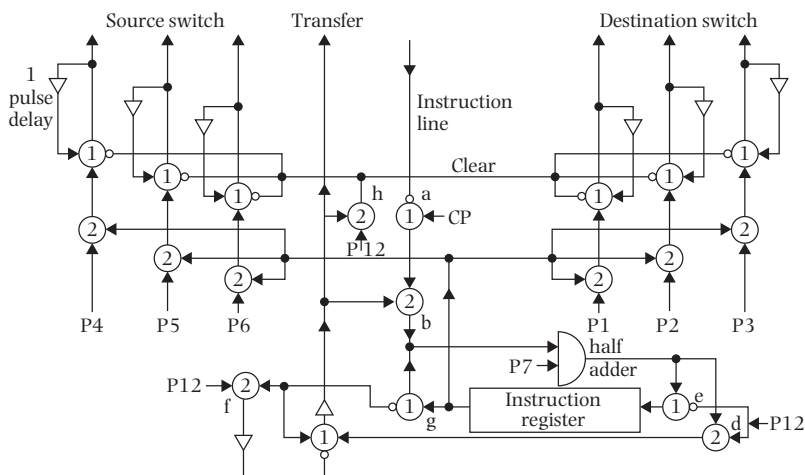 Source switch
Transfer
Destination switch
1
pulse
delay
Instruction
line
1
1
1
1
1
1
Clear
h
a
2
1
CP
P12
2
2
2
2
2
2
P4
P5
P6
P1
P2
P3
2
b
P7
half
adder
P12
2
f
1
g
Instruction
register
1
e
d
P12
1
2